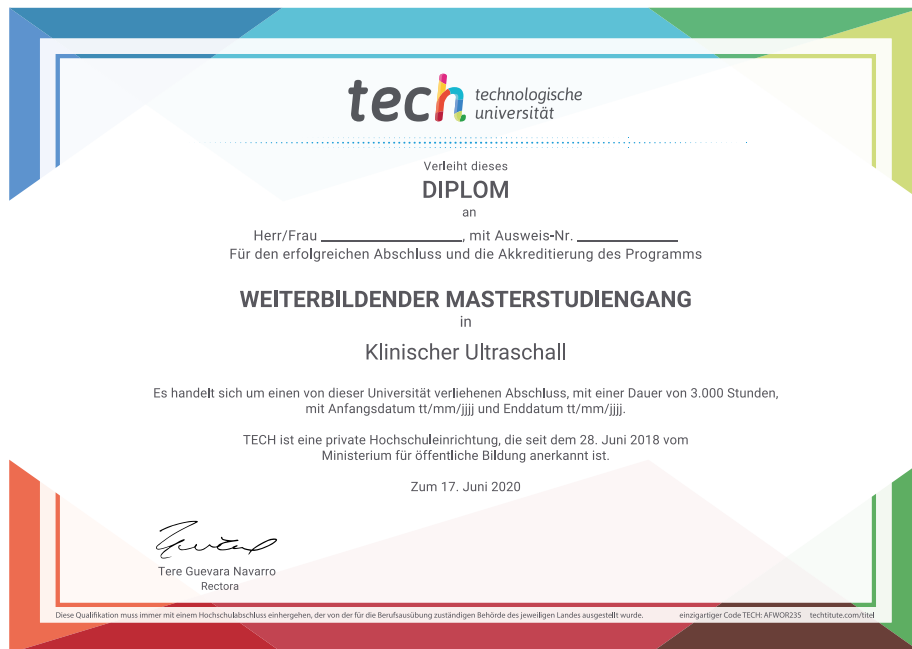 tech technologische
universität
Verleiht dieses
DIPLOM
an
Herr/Frau ____________________, mit Ausweis-Nr. ______________
Für den erfolgreichen Abschluss und die Akkreditierung des Programms
WEITERBILDENDER MASTERSTUDIENGANG
in
Klinischer Ultraschall
Es handelt sich um einen von dieser Universität verliehenen Abschluss, mit einer Dauer von 3.000 Stunden,
mit Anfangsdatum tt/mm/jjjj und Enddatum tt/mm/jjjj.
TECH ist eine private Hochschuleinrichtung, die seit dem 28. Juni 2018 vom
Ministerium für öffentliche Bildung anerkannt ist.
Zum 17. Juni 2020
Tere Guevara Navarro
Rectora
Diese Qualifikation muss immer mit einem Hochschulabschluss einhergehen, der von der für die Berufsausübung zuständigen Behörde des jeweiligen Landes ausgestellt wurde. einzigartiger Code TECH: AFWOR23S techtitute.com/titel